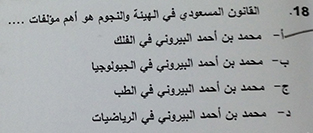 18. القانون المسعودي في الهيئة والنجوم هو أهم مؤلفات ....
أ- محمد بن أحمد البيروني في الفلك
ب- محمد بن أحمد البيروني في الجيولوجيا
ج- محمد بن أحمد البيروني في الطب
د- محمد بن أحمد البيروني في الرياضيات